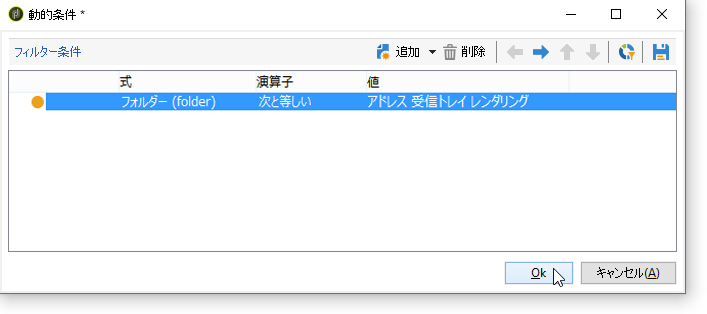 動的条件 *
フィルター条件
追加
削除
式 演算子 値
フォルダー (folder) 次と等しい アドレス 受信トレイ レンダリング
Ok キャンセル(A)